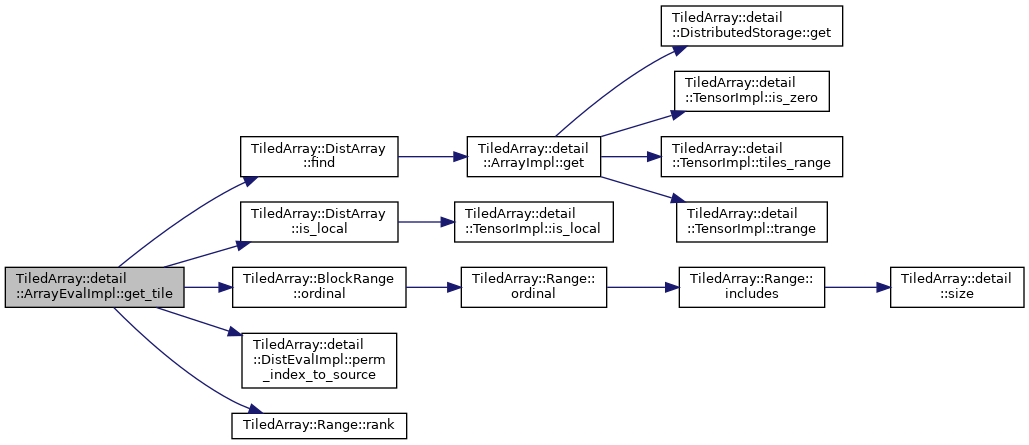 TiledArray::detail
::ArrayEvalImpl::get_tile
TiledArray::DistArray
::find
TiledArray::detail
::ArrayImpl::get
TiledArray::detail
::DistributedStorage::get
TiledArray::detail
::TensorImpl::is_zero
TiledArray::detail
::TensorImpl::tiles_range
TiledArray::detail
::TensorImpl::trange
TiledArray::DistArray
::is_local
TiledArray::detail
::TensorImpl::is_local
TiledArray::BlockRange
::ordinal
TiledArray::Range::
ordinal
TiledArray::Range::
includes
TiledArray::detail
::size
TiledArray::detail
::DistEvalImpl::perm
_index_to_source
TiledArray::Range::rank